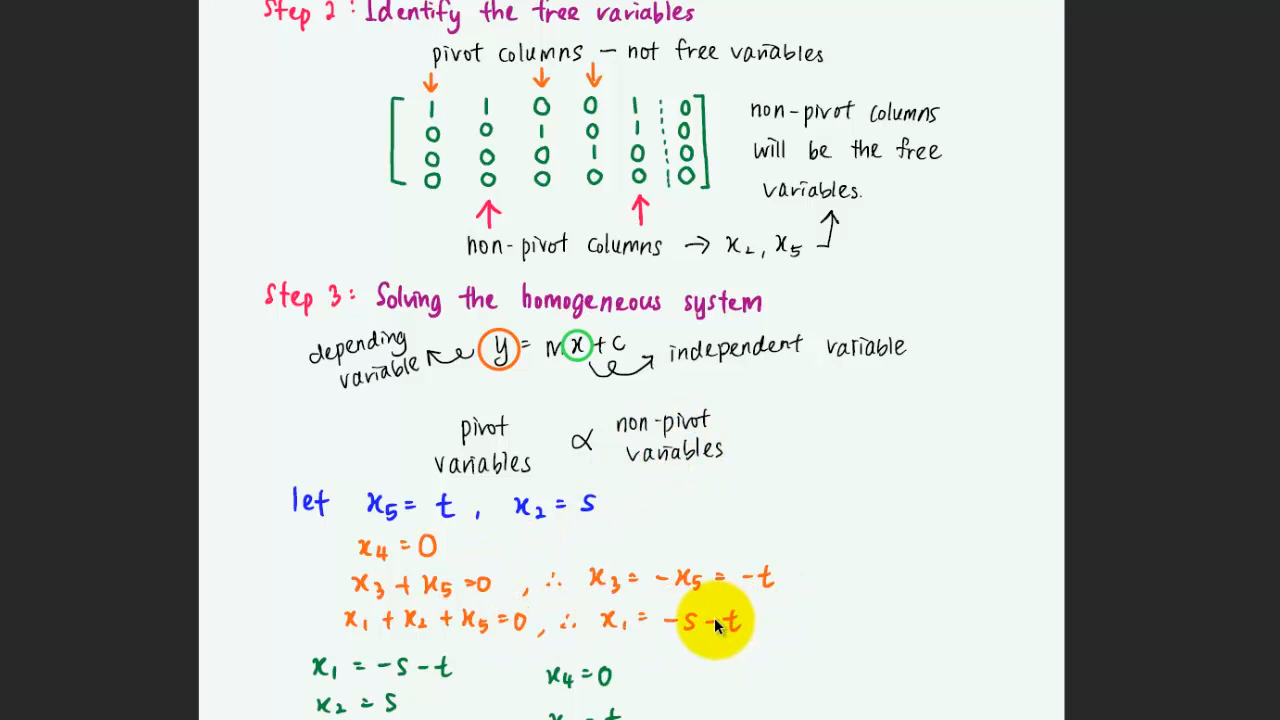 Step 2: Identify the free variables
pivot columns – not free variables
1 1 0 0 1 0
0 0 1 0 1 0
0 0 0 1 0 0
0 0 0 0 0 0
non-pivot columns
will be the free
variables.
non-pivot columns → x₂, x₅
Step 3: Solving the homogeneous system
depending
variable
y = mx + c
independent variable
pivot
variables
∝
non-pivot
variables
let x₅ = t, x₂ = s
x₄ = 0
x₃ + x₅ = 0, ∴ x₃ = -x₅ = -t
x₁ + x₂ + x₅ = 0, ∴ x₁ = -s - t
x₁ = -s - t
x₂ = s
x₄ = 0